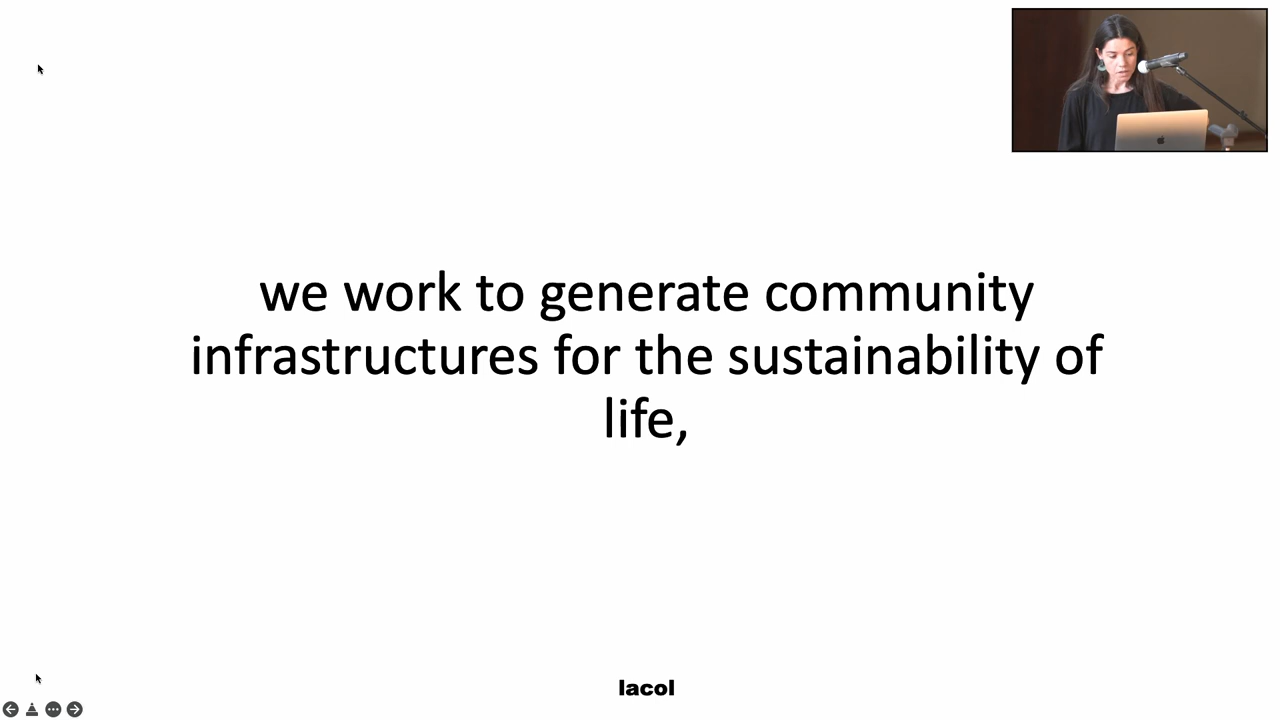 we work to generate community
infrastructures for the sustainability of
life,
lacol